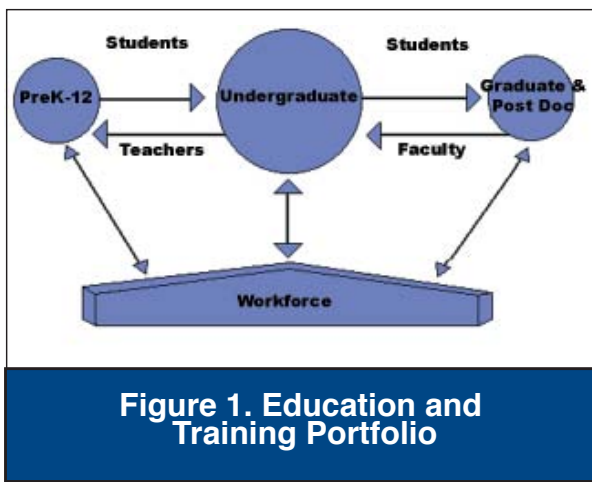 Students
Students
PreK-12
Undergraduate
Graduate &
Post Doc
Teachers
Faculty
Workforce
Figure 1. Education and
Training Portfolio